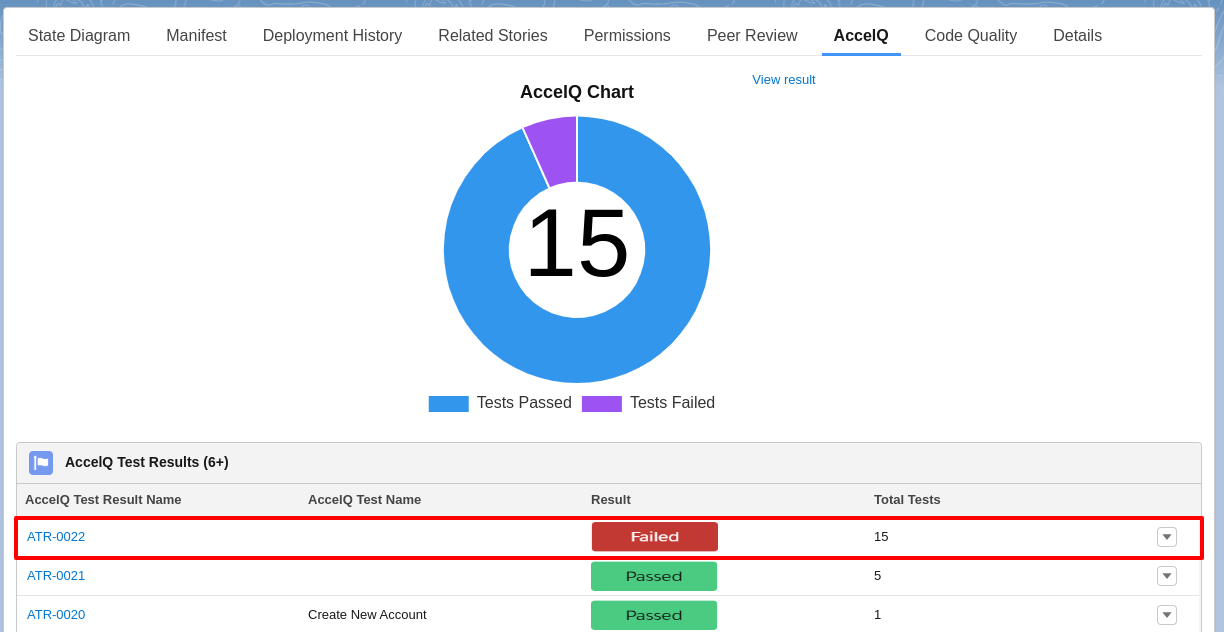 State Diagram Manifest Deployment History Related Stories Permissions Peer Review AccelQ Code Quality Details
View result
AccelQ Chart
15
Tests Passed Tests Failed
AccelQ Test Results (6+)
AccelQ Test Result Name AccelQ Test Name Result Total Tests
ATR-0022 Failed 15
ATR-0021 Passed 5
ATR-0020 Create New Account Passed 1